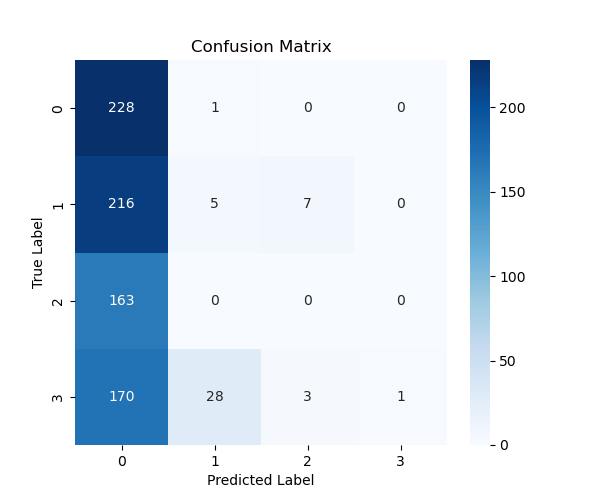 Confusion Matrix
0 228 1 0 0
1 216 5 7 0
2 163 0 0 0
3 170 28 3 1
0 1 2 3
True Label
Predicted Label
200
150
100
50
0